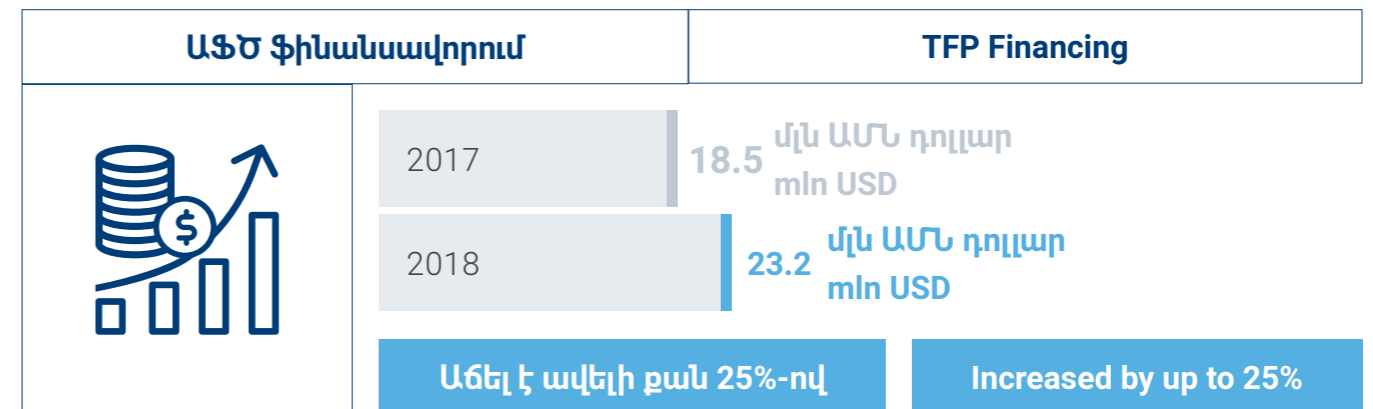 ԱՖԾ ֆինանսավորում
TFP Financing
2017
18.5
մլն ԱՄՆ դոլլար
mln USD
2018
23.2
մլն ԱՄՆ դոլլար
mln USD
$
Աճել է ավելի քան 25%-ով
Increased by up to 25%